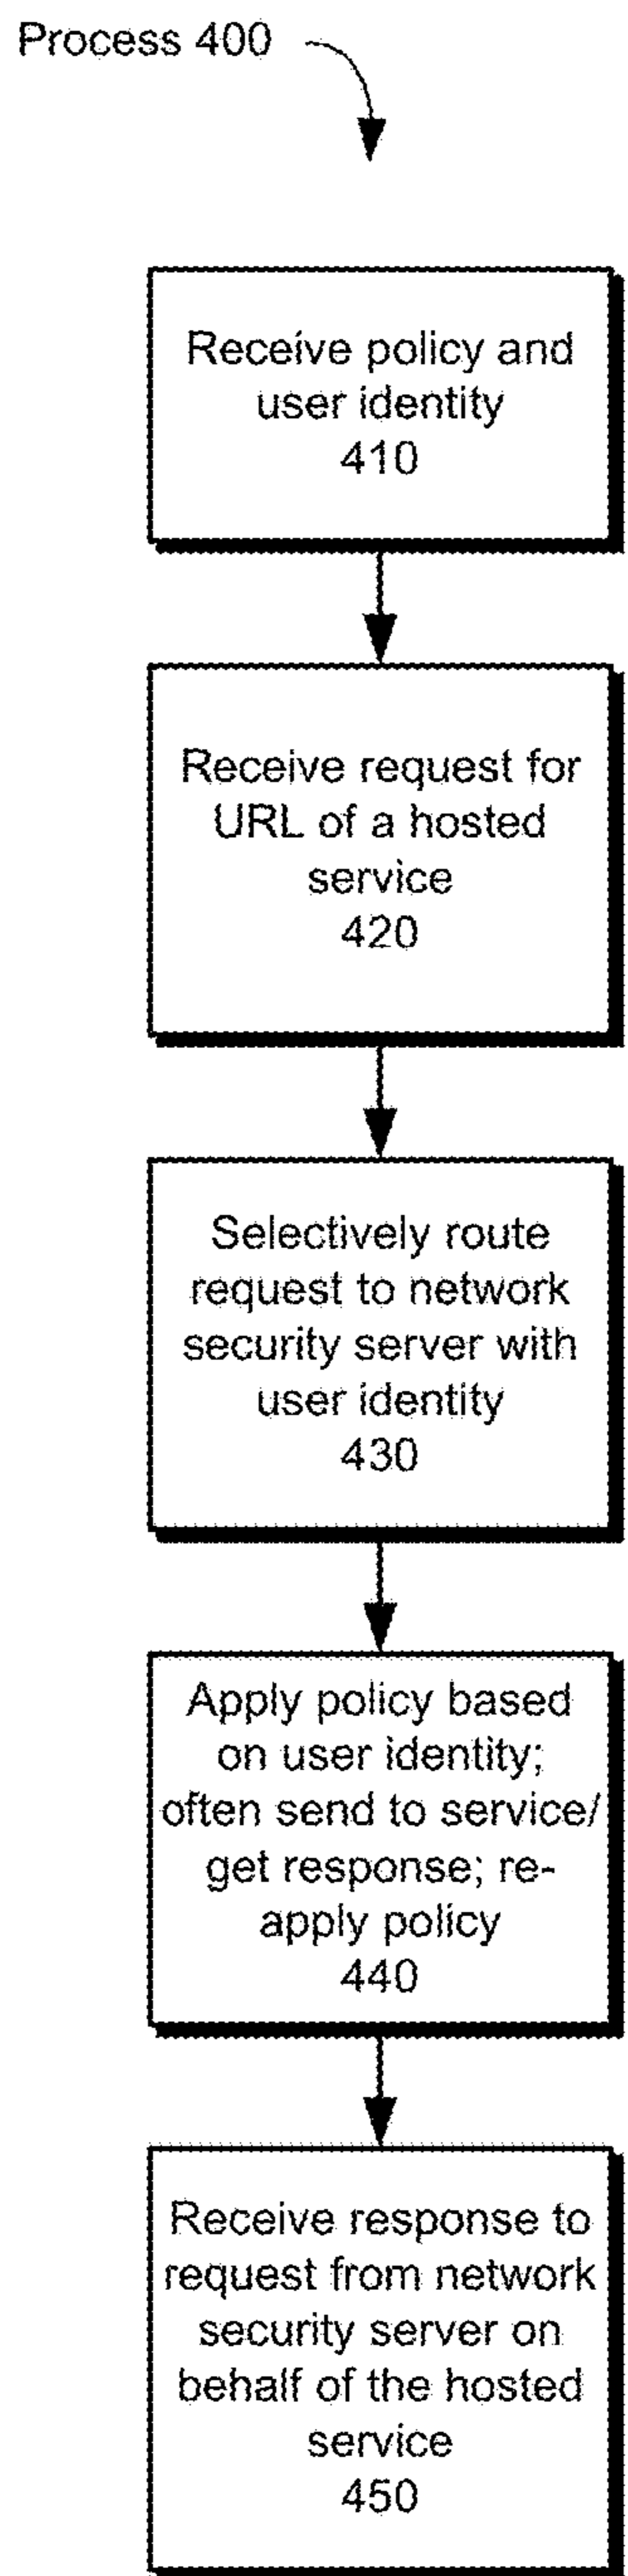 Process 400
Receive policy and
user identity
410
Receive request for
URL of a hosted
service
420
Selectively route
request to network
security server with
user identity
430
Apply policy based
on user identity;
often send to service/
get response; re-
apply policy
440
Receive response to
request from network
security server on
behalf of the hosted
service
450